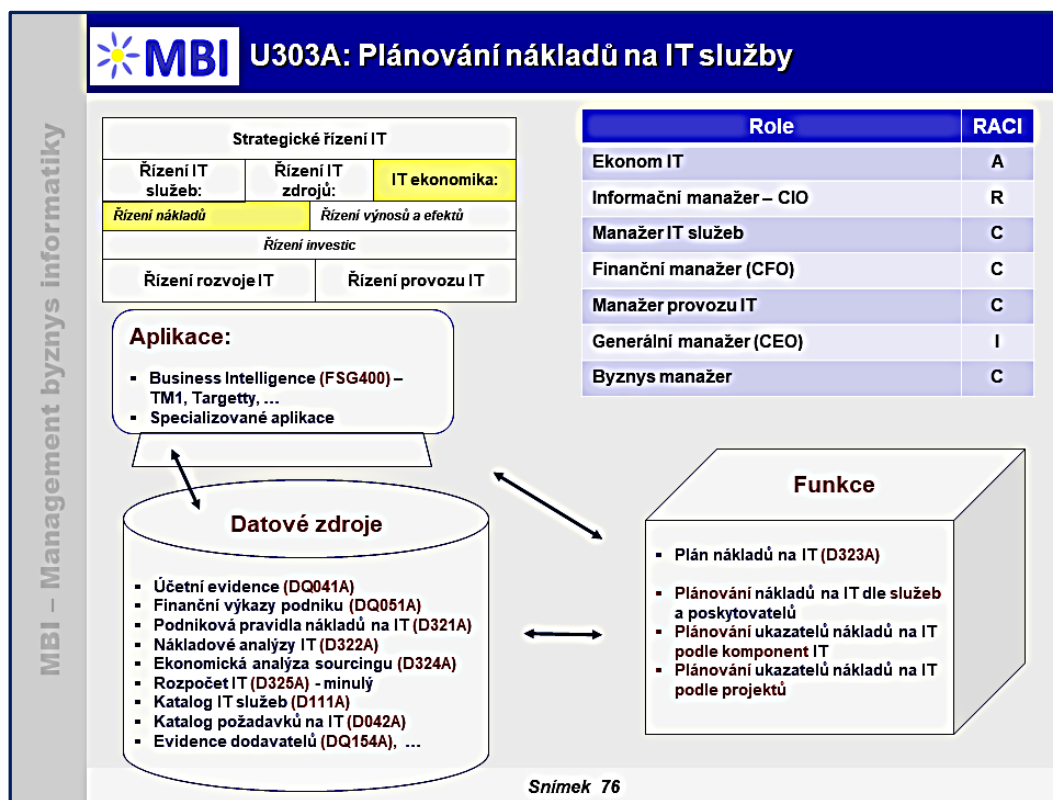 MBI – Management byznys informatiky
MBI
U303A: Plánování nákladů na IT služby
Strategické řízení IT
Řízení IT
služeb:
Řízení IT
zdrojů:
IT ekonomika:
Řízení nákladů
Řízení výnosů a efektů
Řízení investic
Řízení rozvoje IT
Řízení provozu IT
Role RACI
Ekonom IT A
Informační manažer – CIO R
Manažer IT služeb C
Finanční manažer (CFO) C
Manažer provozu IT C
Generální manažer (CEO) I
Byznys manažer C
Aplikace:
▪ Business Intelligence (FSG400) –
TM1, Targetty, …
▪ Specializované aplikace
Datové zdroje
▪ Účetní evidence (DQ041A)
▪ Finanční výkazy podniku (DQ051A)
▪ Podniková pravidla nákladů na IT (D321A)
▪ Nákladové analýzy IT (D322A)
▪ Ekonomická analýza sourcingu (D324A)
▪ Rozpočet IT (D325A) - minulý
▪ Katalog IT služeb (D111A)
▪ Katalog požadavků na IT (D042A)
▪ Evidence dodavatelů (DQ154A), …
Funkce
▪ Plán nákladů na IT (D323A)
▪ Plánování nákladů na IT dle služeb
a poskytovatelů
▪ Plánování ukazatelů nákladů na IT
podle komponent IT
▪ Plánování ukazatelů nákladů na IT
podle projektů
Snímek 76